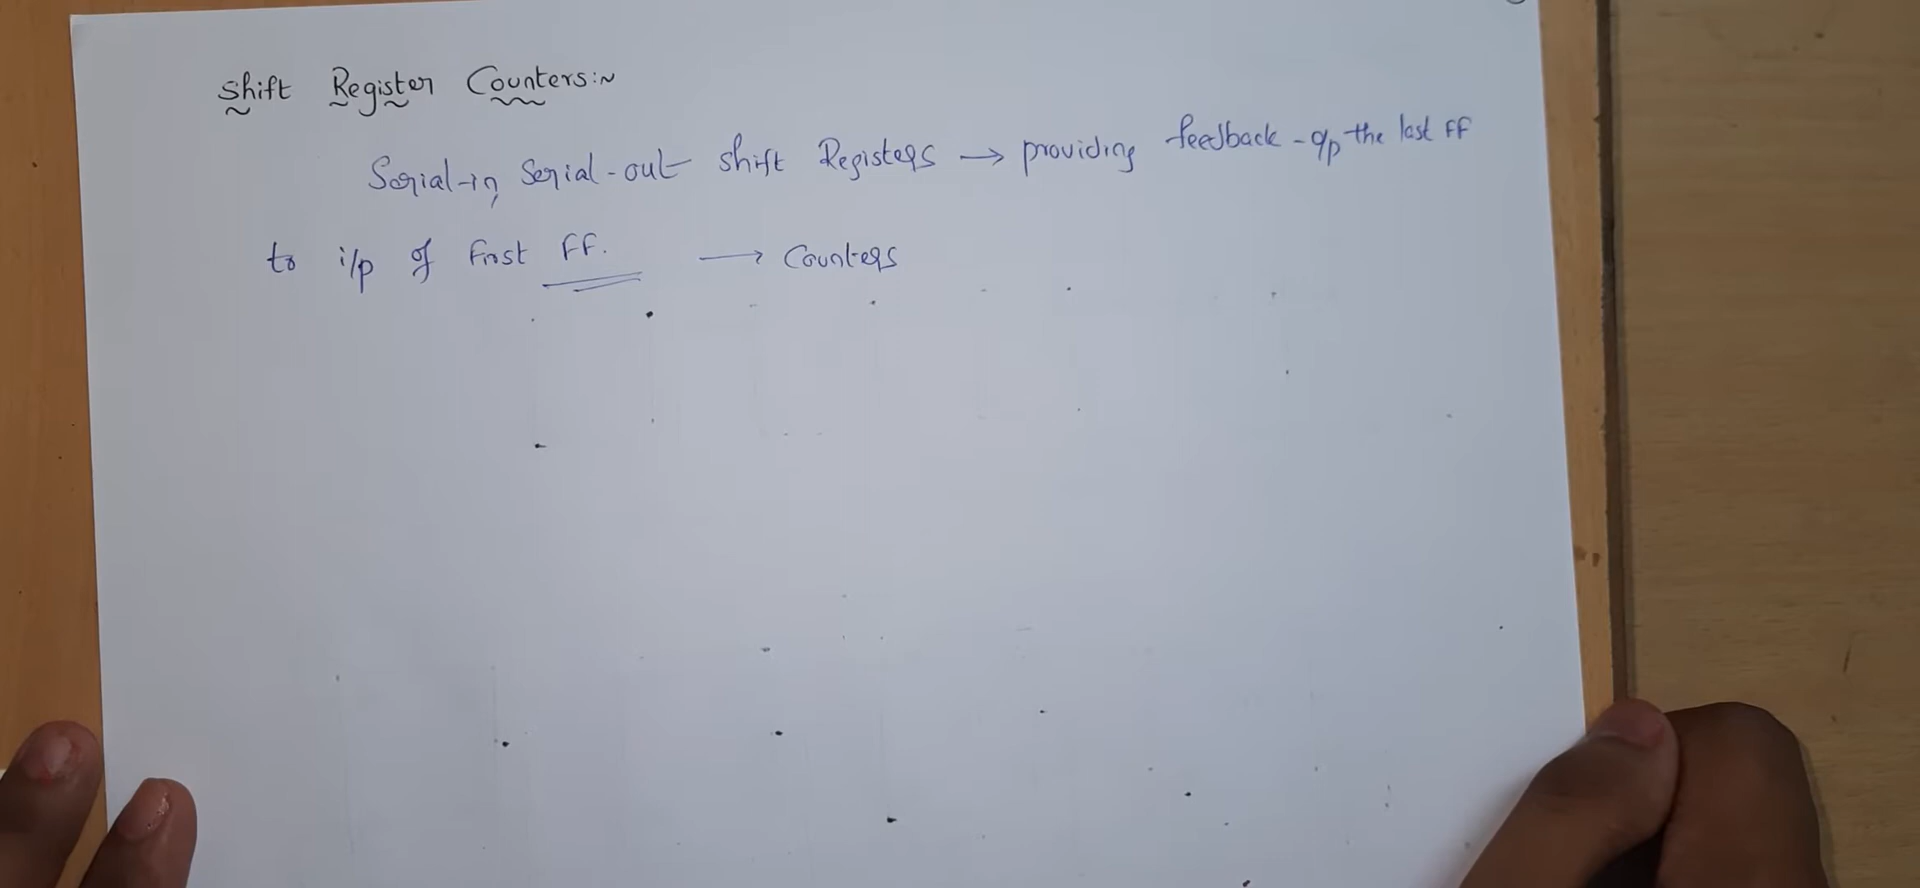 Shift Register Counters:~
Serial-in, Serial-out shift Registers → providing feedback - o/p the last FF
to i/p of First FF. → Counters